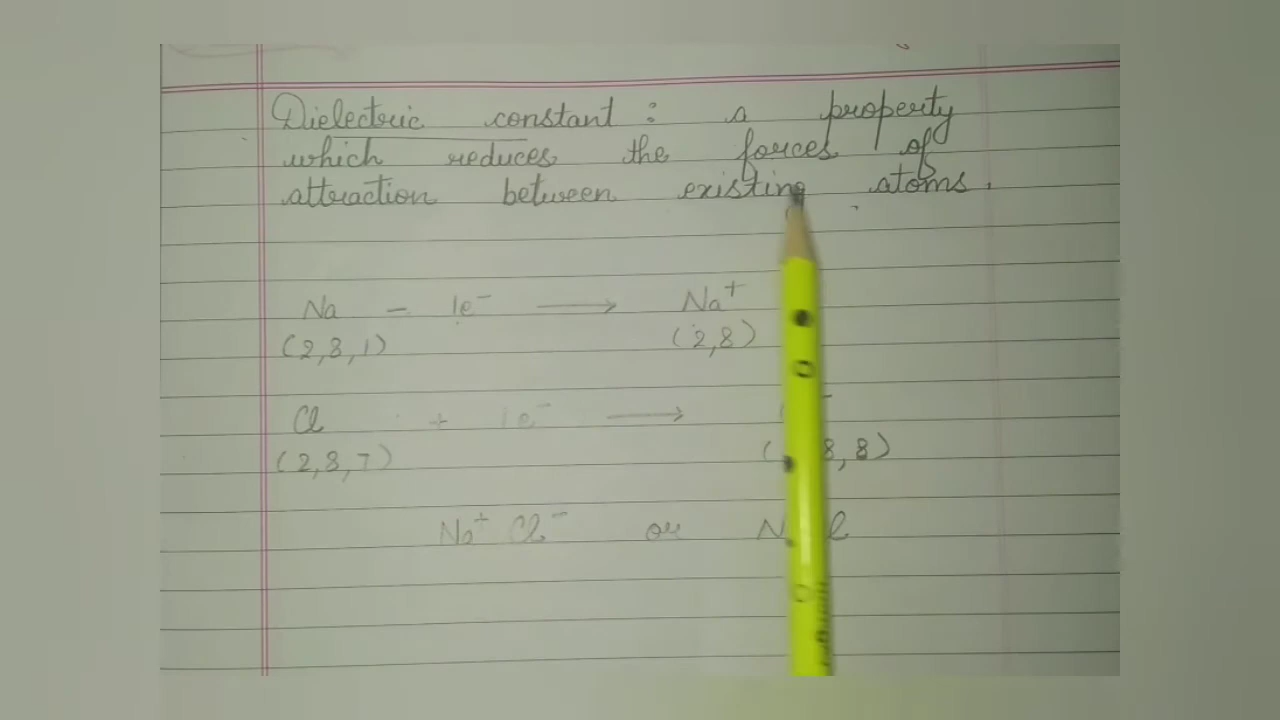 Dielectric constant : a property
which reduces the forces of
attraction between existing atoms.
Na - 1e⁻ ⟶ Na⁺
(2,8,1) (2,8)
Cl + 1e⁻ ⟶
(2,8,7) ( 8,8)
Na⁺ Cl⁻ or